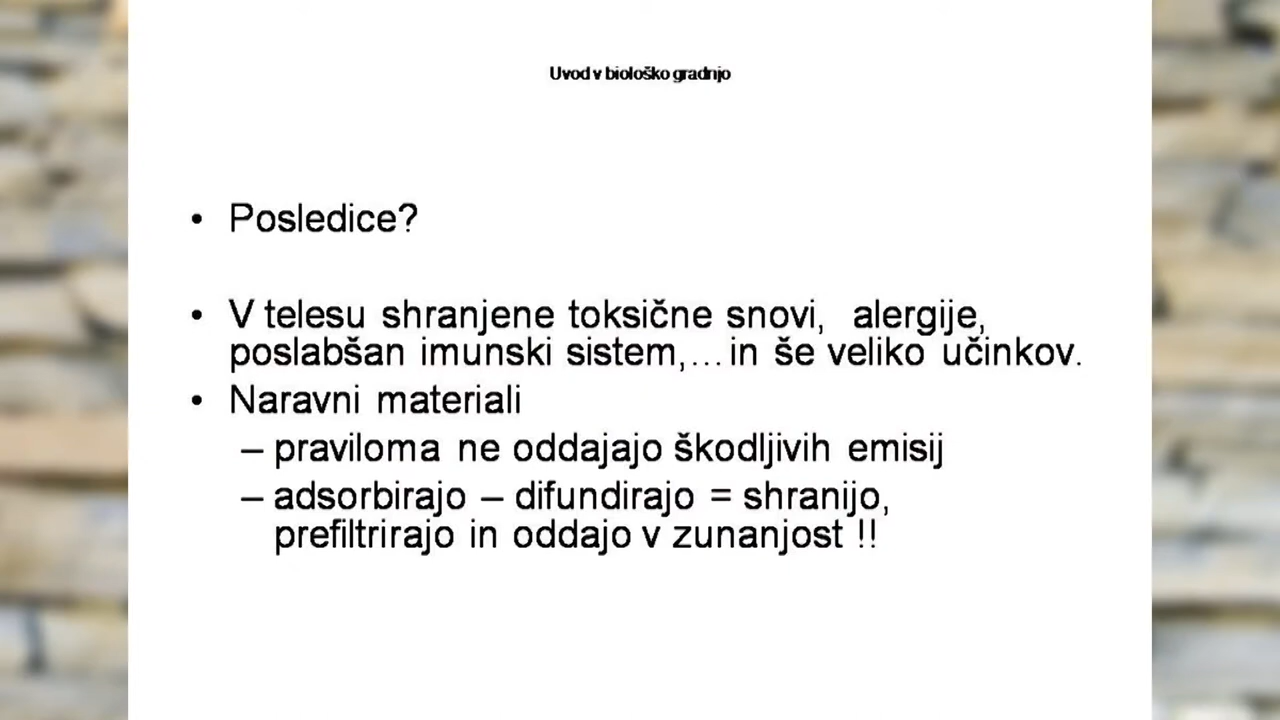 Uvod v biološko gradnjo
• Posledice?
• V telesu shranjene toksične snovi, alergije,
poslabšan imunski sistem,...in še veliko učinkov.
• Naravni materiali
– praviloma ne oddajajo škodljivih emisij
– adsorbirajo – difundirajo = shranijo,
prefiltrirajo in oddajo v zunanjost !!